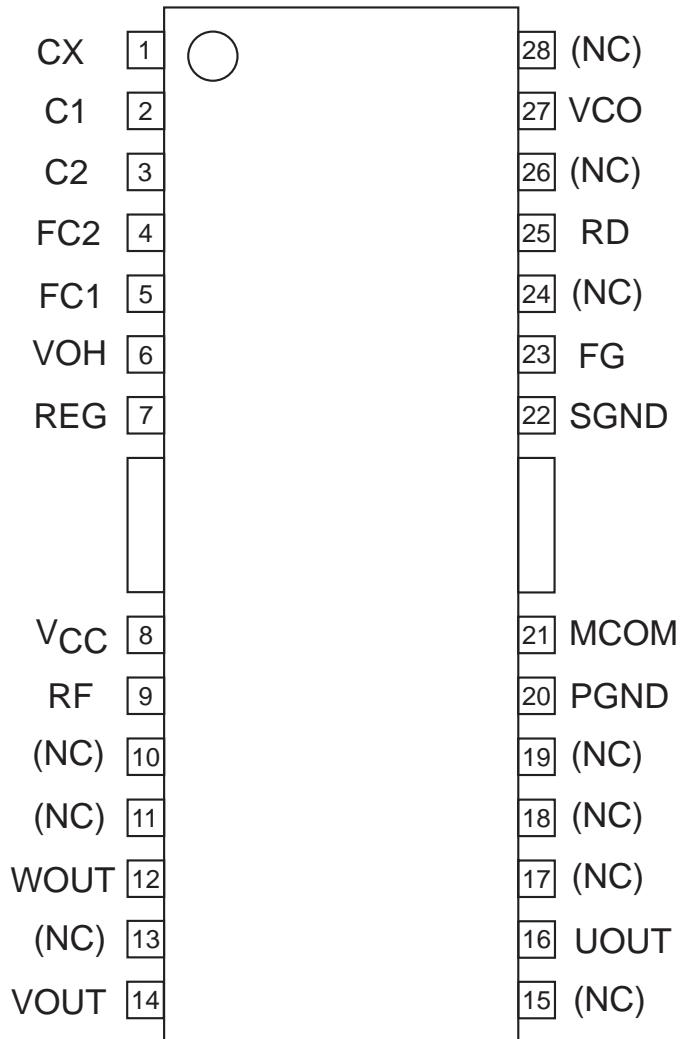 CX 1 28 (NC)
C1 2 27 VCO
C2 3 26 (NC)
FC2 4 25 RD
FC1 5 24 (NC)
VOH 6 23 FG
REG 7 22 SGND
VCC 8 21 MCOM
RF 9 20 PGND
(NC) 10 19 (NC)
(NC) 11 18 (NC)
WOUT 12 17 (NC)
(NC) 13 16 UOUT
VOUT 14 15 (NC)